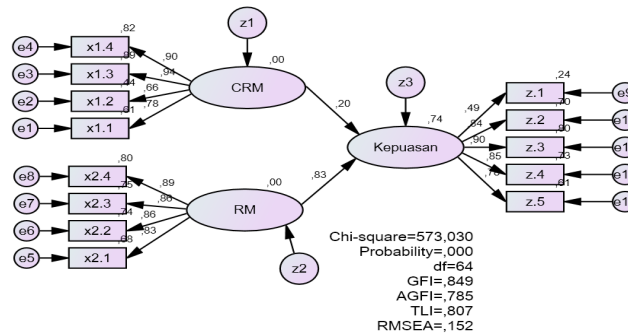 z1
e4 x1.4 ,82
,90 ,00
e3 x1.3
,94
CRM
e2 x1.2 ,66
e1 x1.1 ,78
,20
z3
,74
Kepuasan
,24
,49 z.1
,84 z.2
,90 z.3
,85 z.4
z.5
e8 x2.4 ,80
,89 ,00
,83
e7 x2.3
,86
RM
e6 x2.2 ,86
e5 x2.1 ,83
z2
Chi-square=573,030
Probability=,000
df=64
GFI=,849
AGFI=,785
TLI=,807
RMSEA=,152